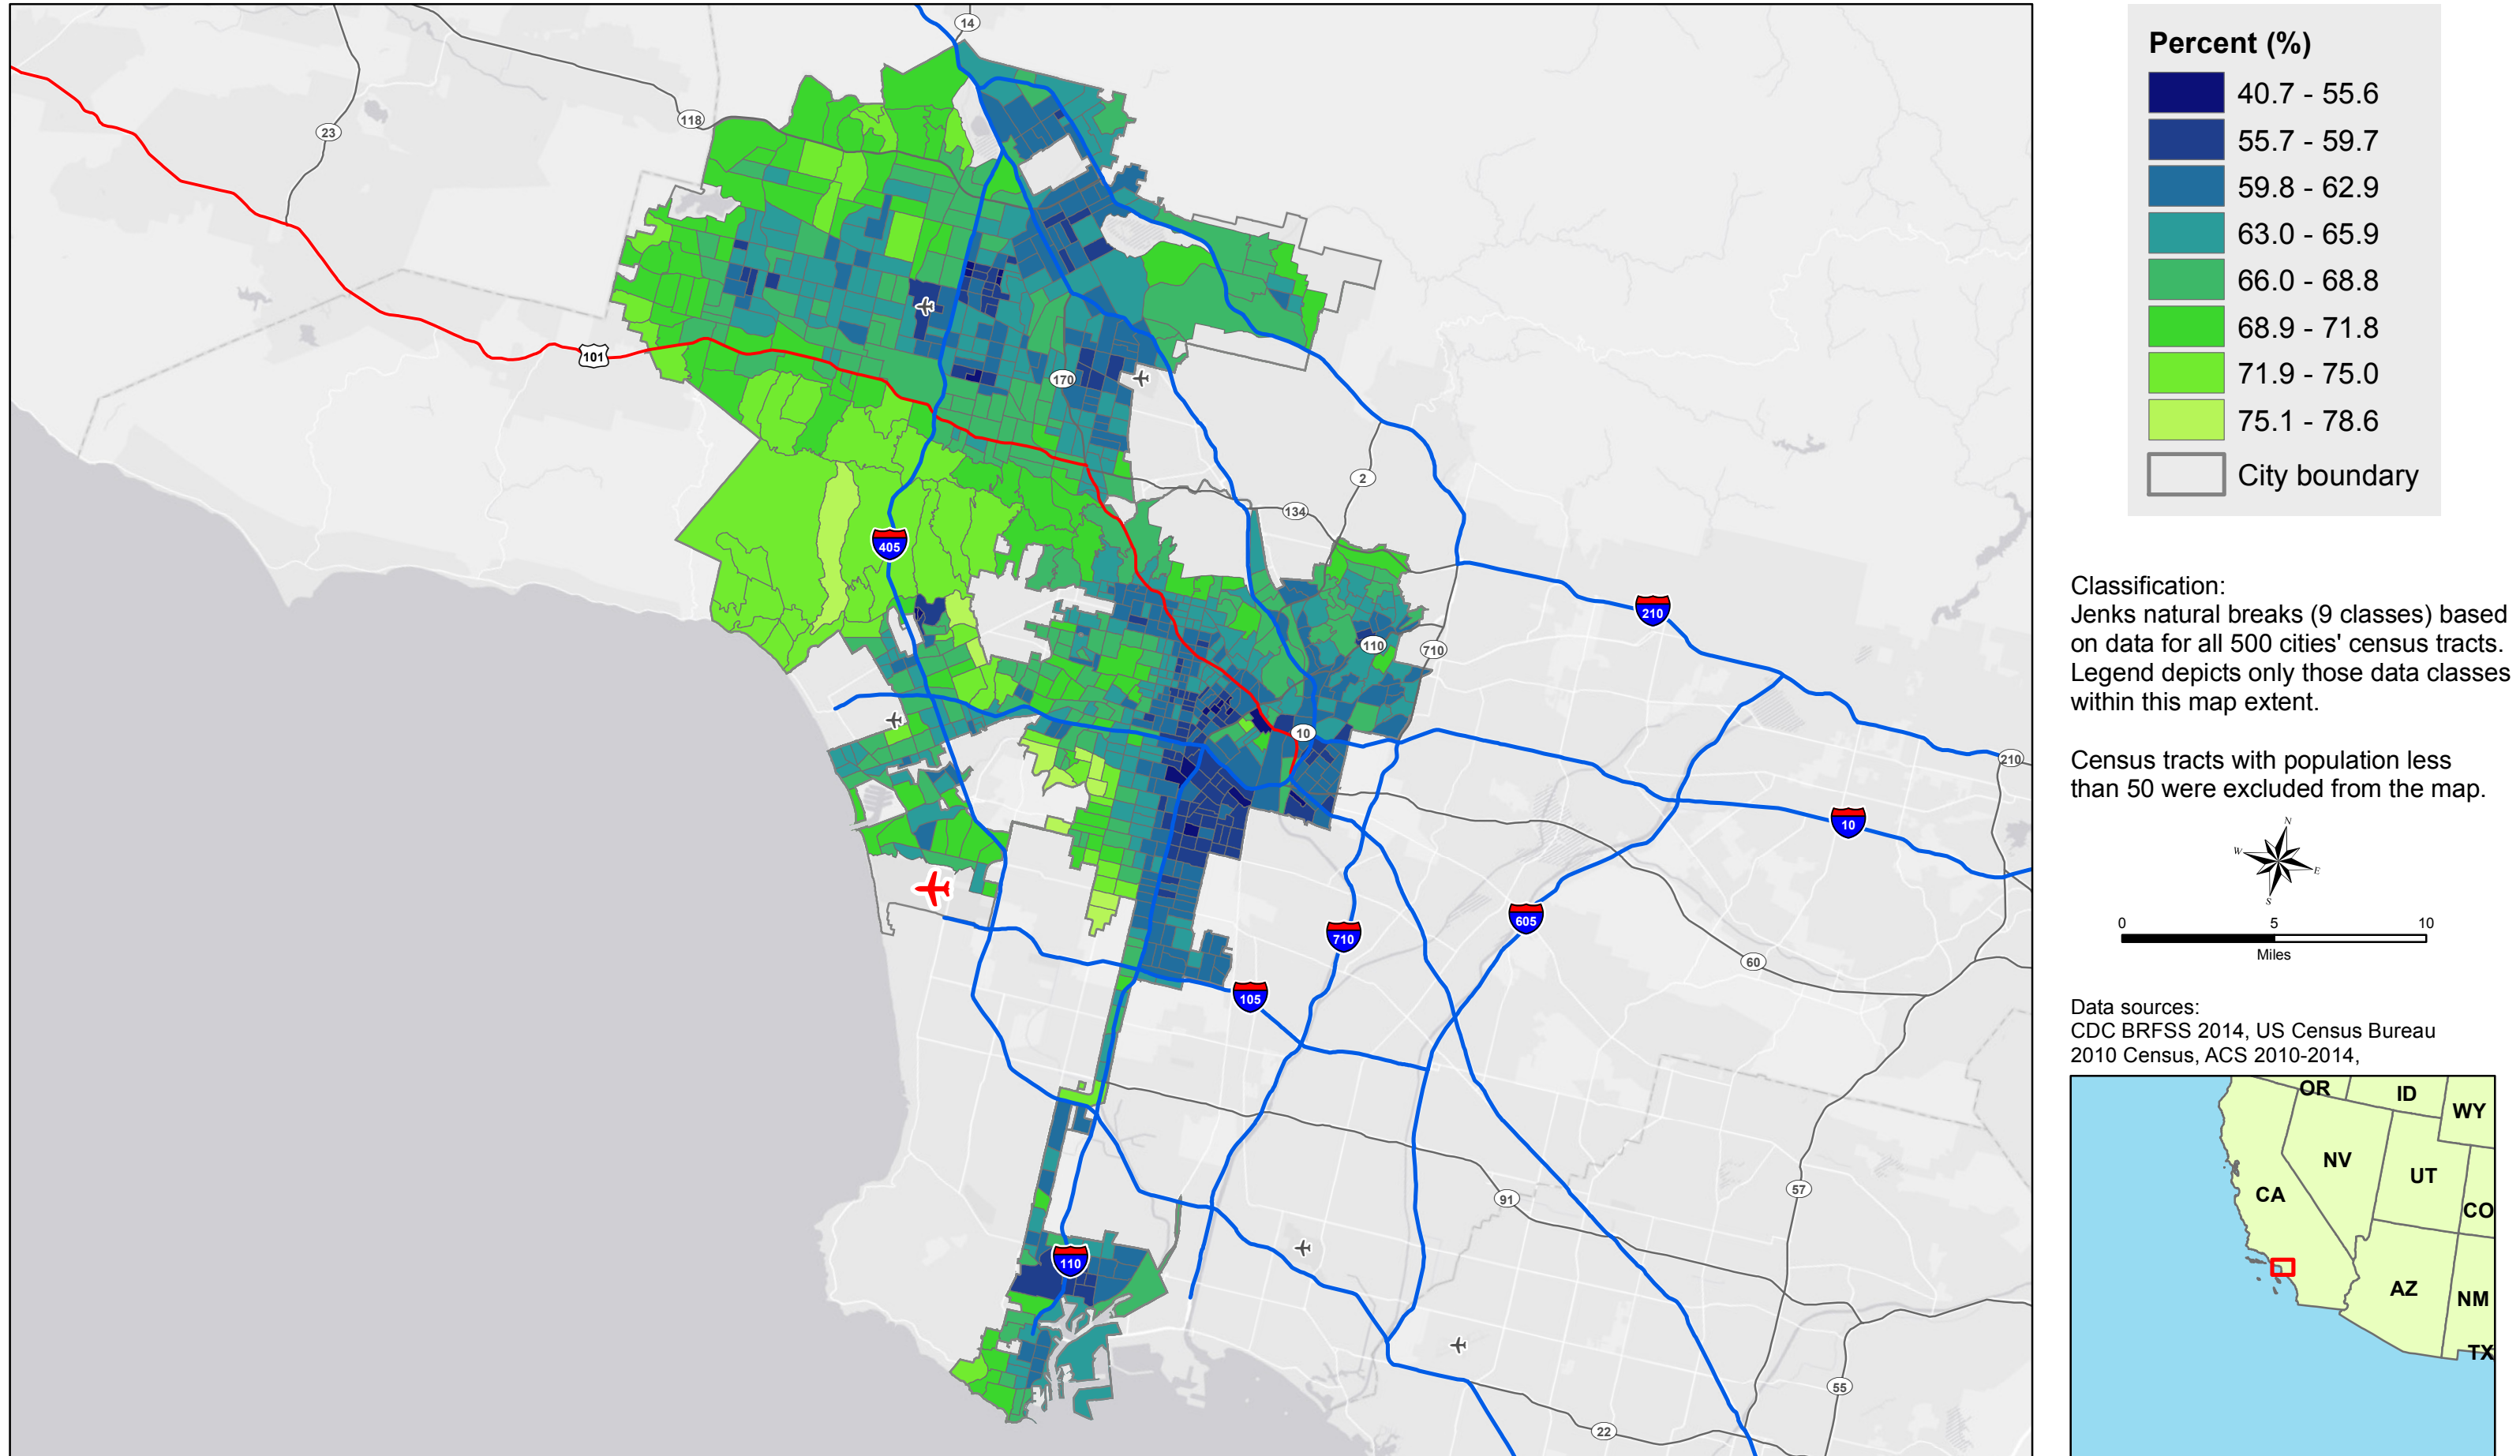 14
118
23
101
170
2
134
405
210
110
710
10
210
10
605
710
60
105
91
57
110
55
22
Percent (%)
40.7 - 55.6
55.7 - 59.7
59.8 - 62.9
63.0 - 65.9
66.0 - 68.8
68.9 - 71.8
71.9 - 75.0
75.1 - 78.6
City boundary
Classification:
Jenks natural breaks (9 classes) based
on data for all 500 cities' census tracts.
Legend depicts only those data classes
within this map extent.
Census tracts with population less
than 50 were excluded from the map.
N
W
E
S
0 5 10
Miles
Data sources:
CDC BRFSS 2014, US Census Bureau
2010 Census, ACS 2010-2014,
OR
ID
WY
NV
UT
CA
CO
AZ
NM
TX